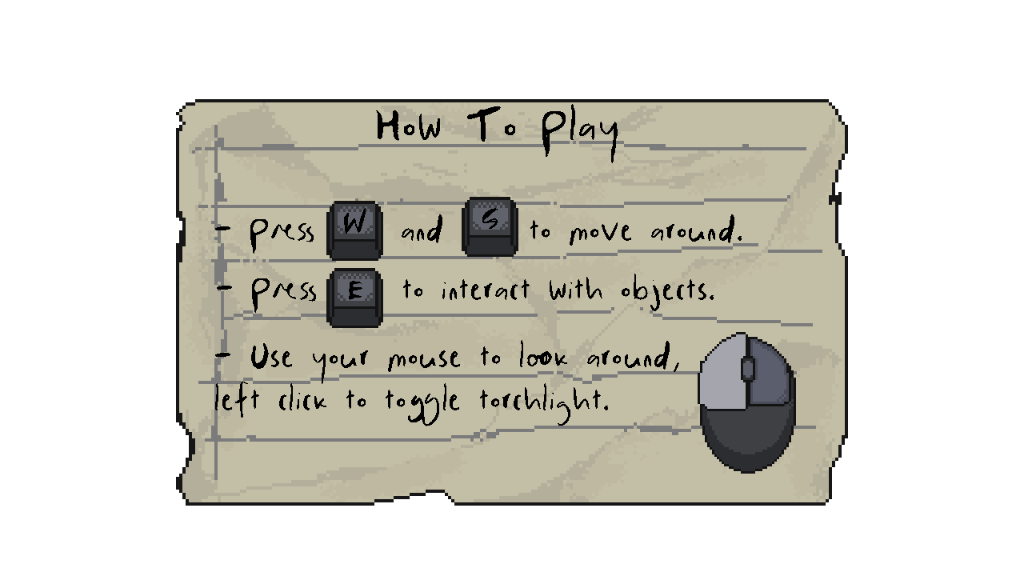 How To Play
- Press W and S to move around.
- Press E to interact with objects.
- Use your mouse to look around,
left click to toggle torchlight.